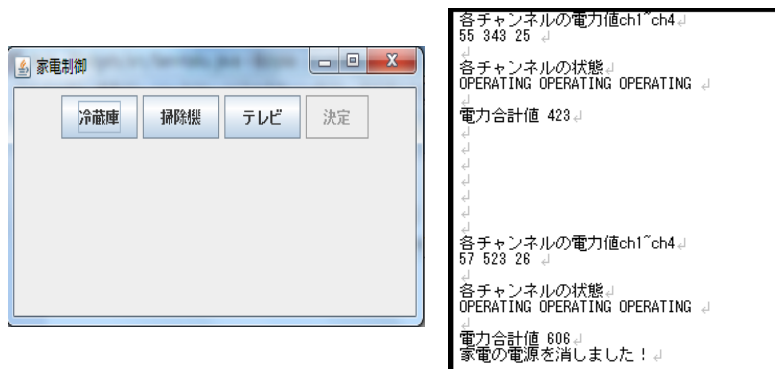 家電制御
冷蔵庫 掃除機 テレビ 決定
各チャンネルの電力値ch1~ch4
55 343 25
各チャンネルの状態
OPERATING OPERATING OPERATING
電力合計値 423
各チャンネルの電力値ch1~ch4
57 523 26
各チャンネルの状態
OPERATING OPERATING OPERATING
電力合計値 606
家電の電源を消しました！